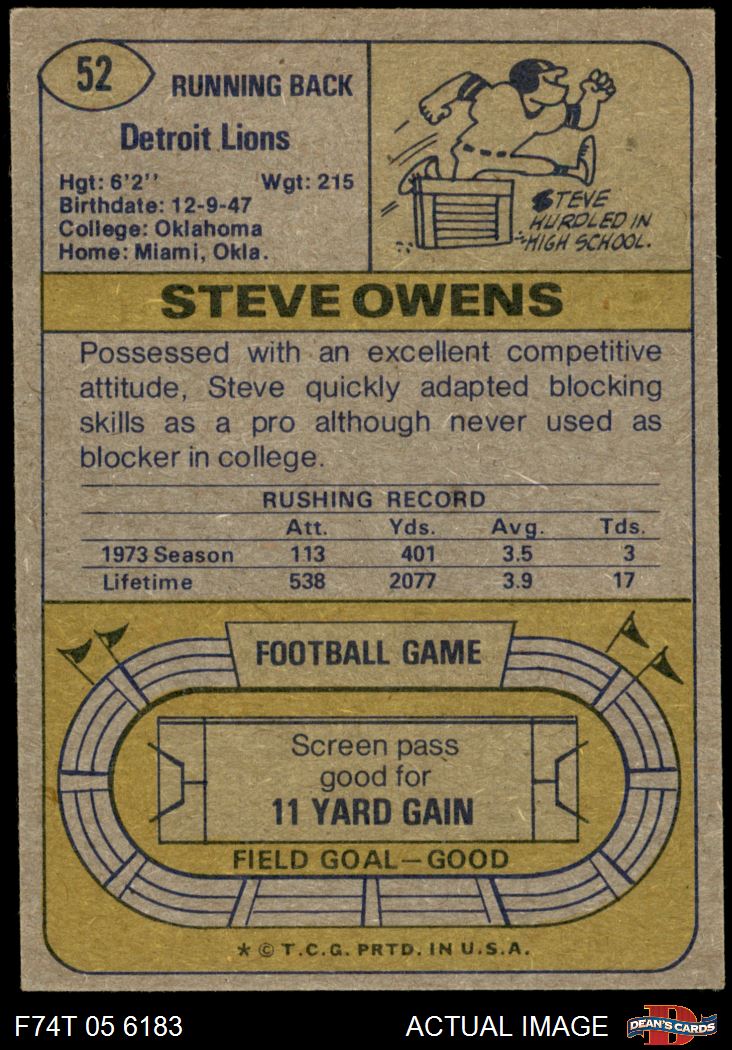 52
RUNNING BACK
Detroit Lions
Hgt: 6'2'' Wgt: 215
Birthdate: 12-9-47
College: Oklahoma
Home: Miami, Okla.
STEVE
HURDLED IN
HIGH SCHOOL.
STEVE OWENS
Possessed with an excellent competitive
attitude, Steve quickly adapted blocking
skills as a pro although never used as
blocker in college.
RUSHING RECORD
Att. Yds. Avg. Tds.
1973 Season 113 401 3.5 3
Lifetime 538 2077 3.9 17
FOOTBALL GAME
Screen pass
good for
11 YARD GAIN
FIELD GOAL—GOOD
* © T.C.G. PRTD. IN U.S.A.
F74T 05 6183 ACTUAL IMAGE
D
DEAN'S CARDS